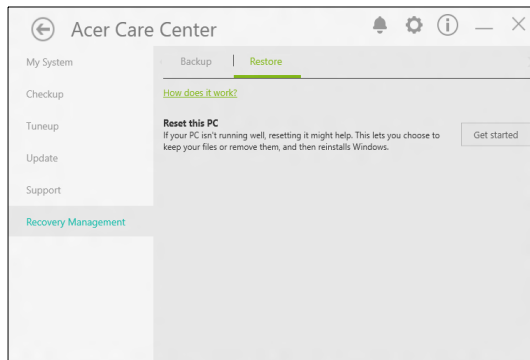 Acer Care Center
My System
Checkup
Tuneup
Update
Support
Recovery Management
Backup
Restore
How does it work?
Reset this PC
If your PC isn't running well, resetting it might help. This lets you choose to
keep your files or remove them, and then reinstalls Windows.
Get started